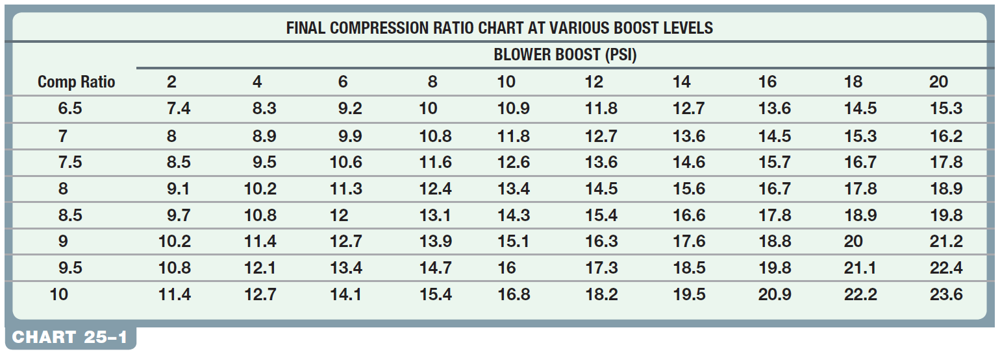 FINAL COMPRESSION RATIO CHART AT VARIOUS BOOST LEVELS
BLOWER BOOST (PSI)
Comp Ratio 2 4 6 8 10 12 14 16 18 20
6.5 7.4 8.3 9.2 10 10.9 11.8 12.7 13.6 14.5 15.3
7 8 8.9 9.9 10.8 11.8 12.7 13.6 14.5 15.3 16.2
7.5 8.5 9.5 10.6 11.6 12.6 13.6 14.6 15.7 16.7 17.8
8 9.1 10.2 11.3 12.4 13.4 14.5 15.6 16.7 17.8 18.9
8.5 9.7 10.8 12 13.1 14.3 15.4 16.6 17.8 18.9 19.8
9 10.2 11.4 12.7 13.9 15.1 16.3 17.6 18.8 20 21.2
9.5 10.8 12.1 13.4 14.7 16 17.3 18.5 19.8 21.1 22.4
10 11.4 12.7 14.1 15.4 16.8 18.2 19.5 20.9 22.2 23.6
CHART 25–1